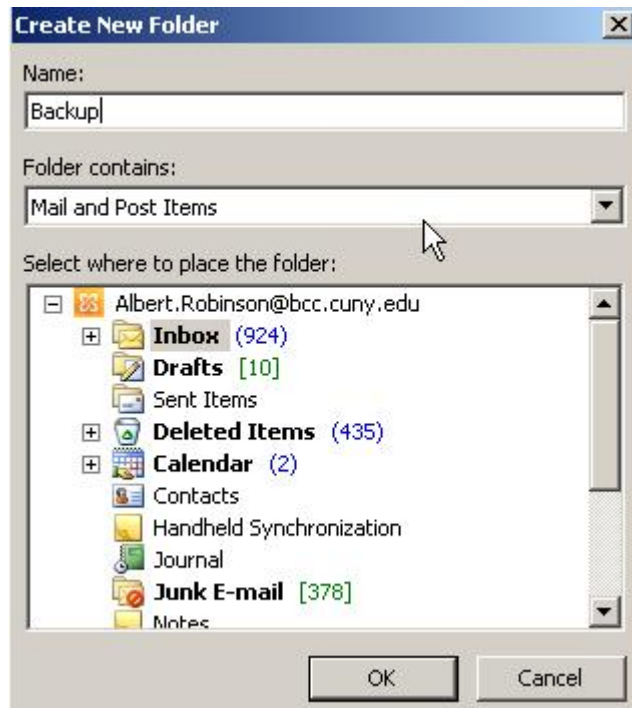 Create New Folder
Name:
Backup
Folder contains:
Mail and Post Items
Select where to place the folder:
Albert.Robinson@bcc.cuny.edu
Inbox (924)
Drafts [10]
Sent Items
Deleted Items (435)
Calendar (2)
Contacts
Handheld Synchronization
Journal
Junk E-mail [378]
Notes
OK Cancel